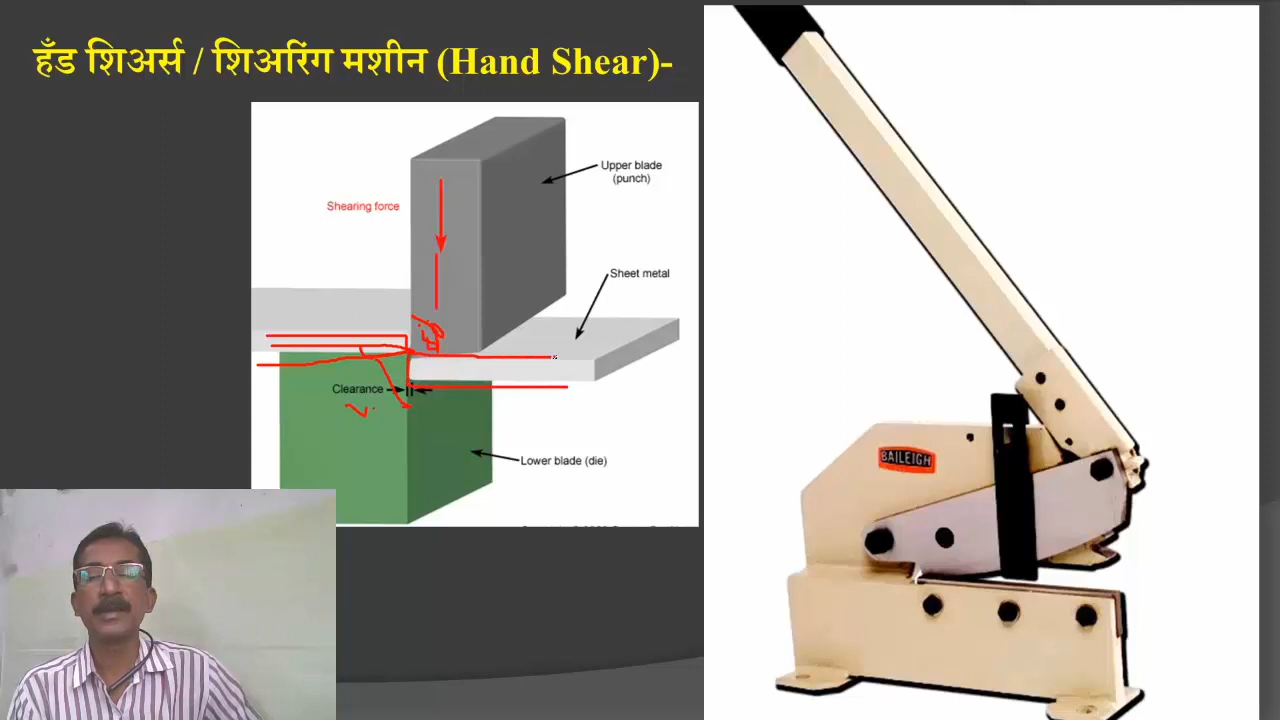 हँड शिअर्स / शिअरिंग मशीन (Hand Shear)-
Upper blade
(punch)
Shearing force
Sheet metal
Clearance
Lower blade (die)
BAILEIGH